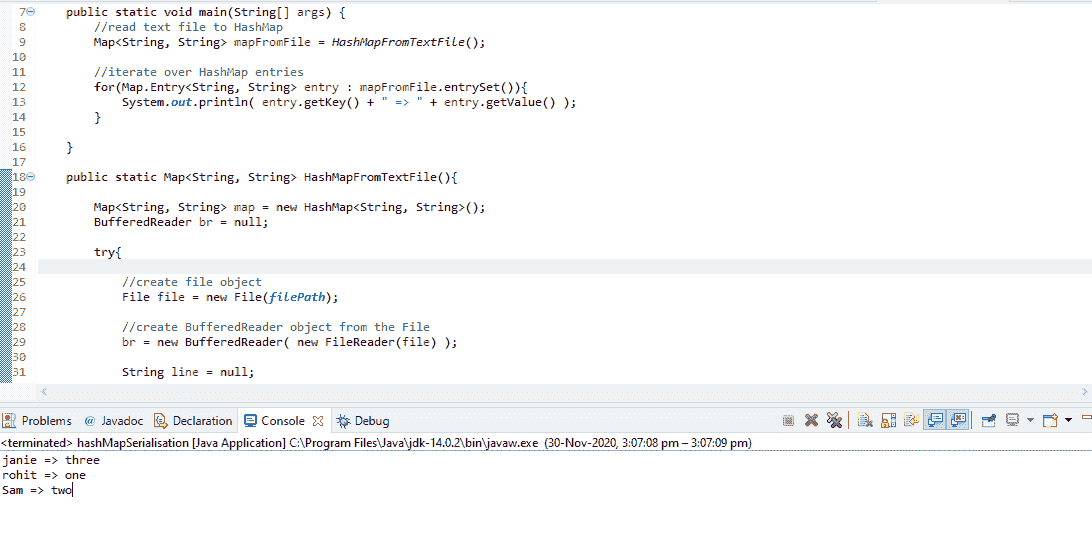 7 public static void main(String[] args) {
8 //read text file to HashMap
9 Map<String, String> mapFromFile = HashMapFromTextFile();
10
11 //iterate over HashMap entries
12 for(Map.Entry<String, String> entry : mapFromFile.entrySet()){
13 System.out.println( entry.getKey() + " => " + entry.getValue() );
14 }
15
16 }
17
18 public static Map<String, String> HashMapFromTextFile(){
19
20 Map<String, String> map = new HashMap<String, String>();
21 BufferedReader br = null;
22
23 try{
24
25 //create file object
26 File file = new File(filePath);
27
28 //create BufferedReader object from the File
29 br = new BufferedReader( new FileReader(file) );
30
31 String line = null;
Problems @ Javadoc Declaration Console Debug
<terminated> hashMapSerialisation [Java Application] C:\Program Files\Java\jdk-14.0.2\bin\javaw.exe (30-Nov-2020, 3:07:08 pm – 3:07:09 pm)
janie => three
rohit => one
Sam => two